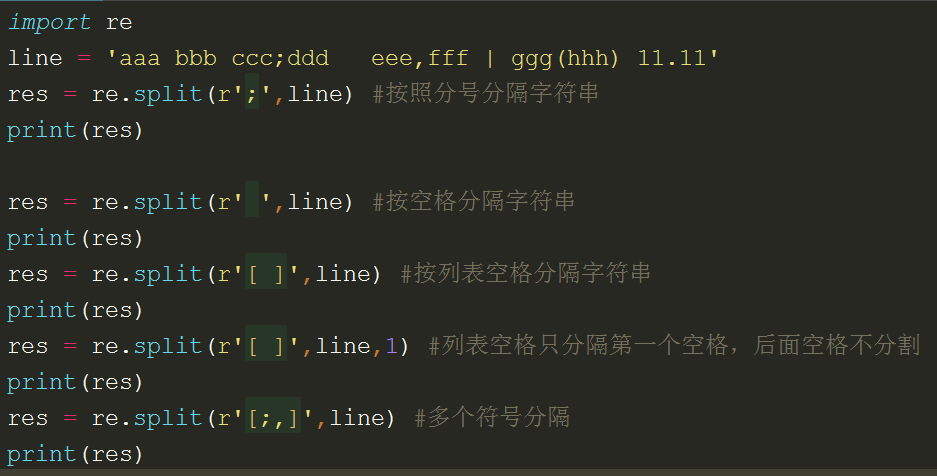 import re
line = 'aaa bbb ccc;ddd   eee,fff | ggg(hhh) 11.11'
res = re.split(r';',line) #按照分号分隔字符串
print(res)
res = re.split(r' ',line) #按空格分隔字符串
print(res)
res = re.split(r'[ ]',line) #按列表空格分隔字符串
print(res)
res = re.split(r'[ ]',line,1) #列表空格只分隔第一个空格，后面空格不分割
print(res)
res = re.split(r'[;,]',line) #多个符号分隔
print(res)